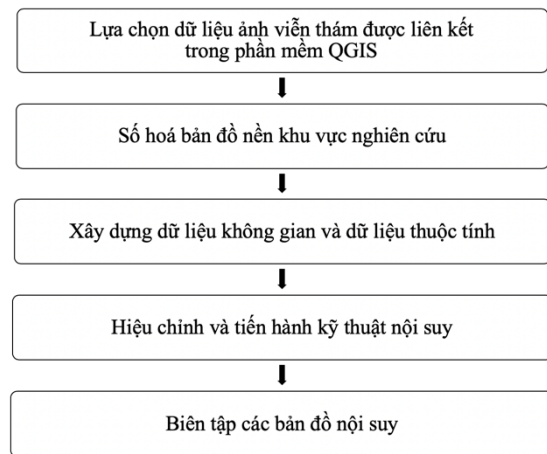 Lựa chọn dữ liệu ảnh viễn thám được liên kết
trong phần mềm QGIS
Số hoá bản đồ nền khu vực nghiên cứu
Xây dựng dữ liệu không gian và dữ liệu thuộc tính
Hiệu chỉnh và tiến hành kỹ thuật nội suy
Biên tập các bản đồ nội suy